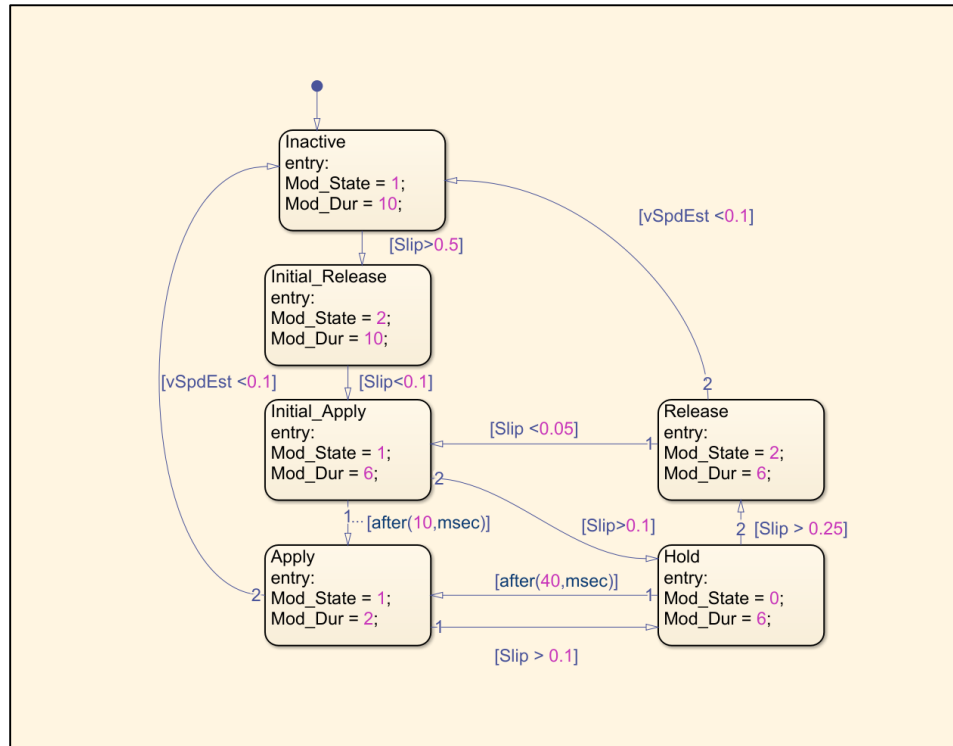 Inactive
entry:
Mod_State = 1;
Mod_Dur = 10;
[vSpdEst <0.1]
[Slip>0.5]
Initial_Release
entry:
Mod_State = 2;
Mod_Dur = 10;
[vSpdEst <0.1]
[Slip<0.1]
2
Initial_Apply
entry:
Mod_State = 1;
Mod_Dur = 6;
2
[Slip <0.05]
1
Release
entry:
Mod_State = 2;
Mod_Dur = 6;
1... [after(10,msec)]
[Slip>0.1]
2
[Slip > 0.25]
Apply
entry:
Mod_State = 1;
Mod_Dur = 2;
2
1
[after(40,msec)]
1
Hold
entry:
Mod_State = 0;
Mod_Dur = 6;
[Slip > 0.1]